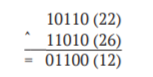 10110 (22)
^ 11010 (26)
= 01100 (12)